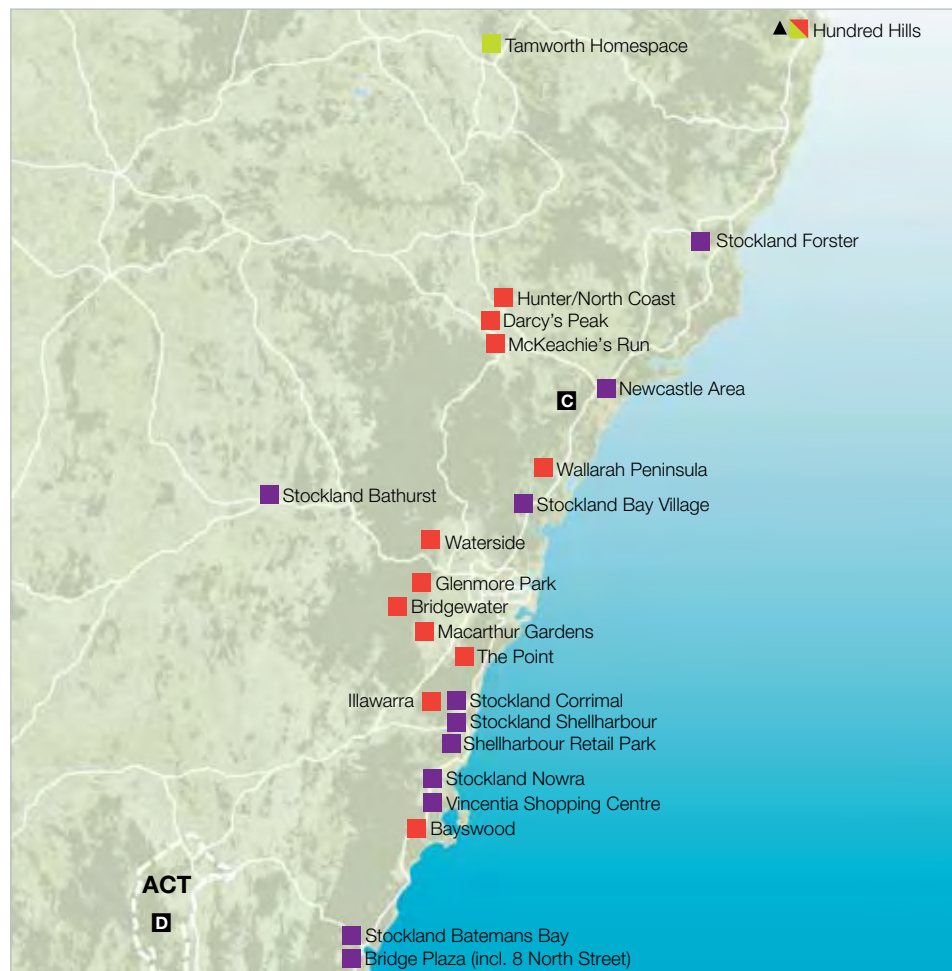 Hundred Hills
Tamworth Homespace
Stockland Forster
Hunter/North Coast
Darcy's Peak
McKeachie's Run
Newcastle Area
C
Wallarah Peninsula
Stockland Bathurst
Stockland Bay Village
Waterside
Glenmore Park
Bridgewater
Macarthur Gardens
The Point
Illawarra
Stockland Corrimal
Stockland Shellharbour
Shellharbour Retail Park
Stockland Nowra
Vincentia Shopping Centre
Bayswood
ACT
D
Stockland Batemans Bay
Bridge Plaza (incl. 8 North Street)